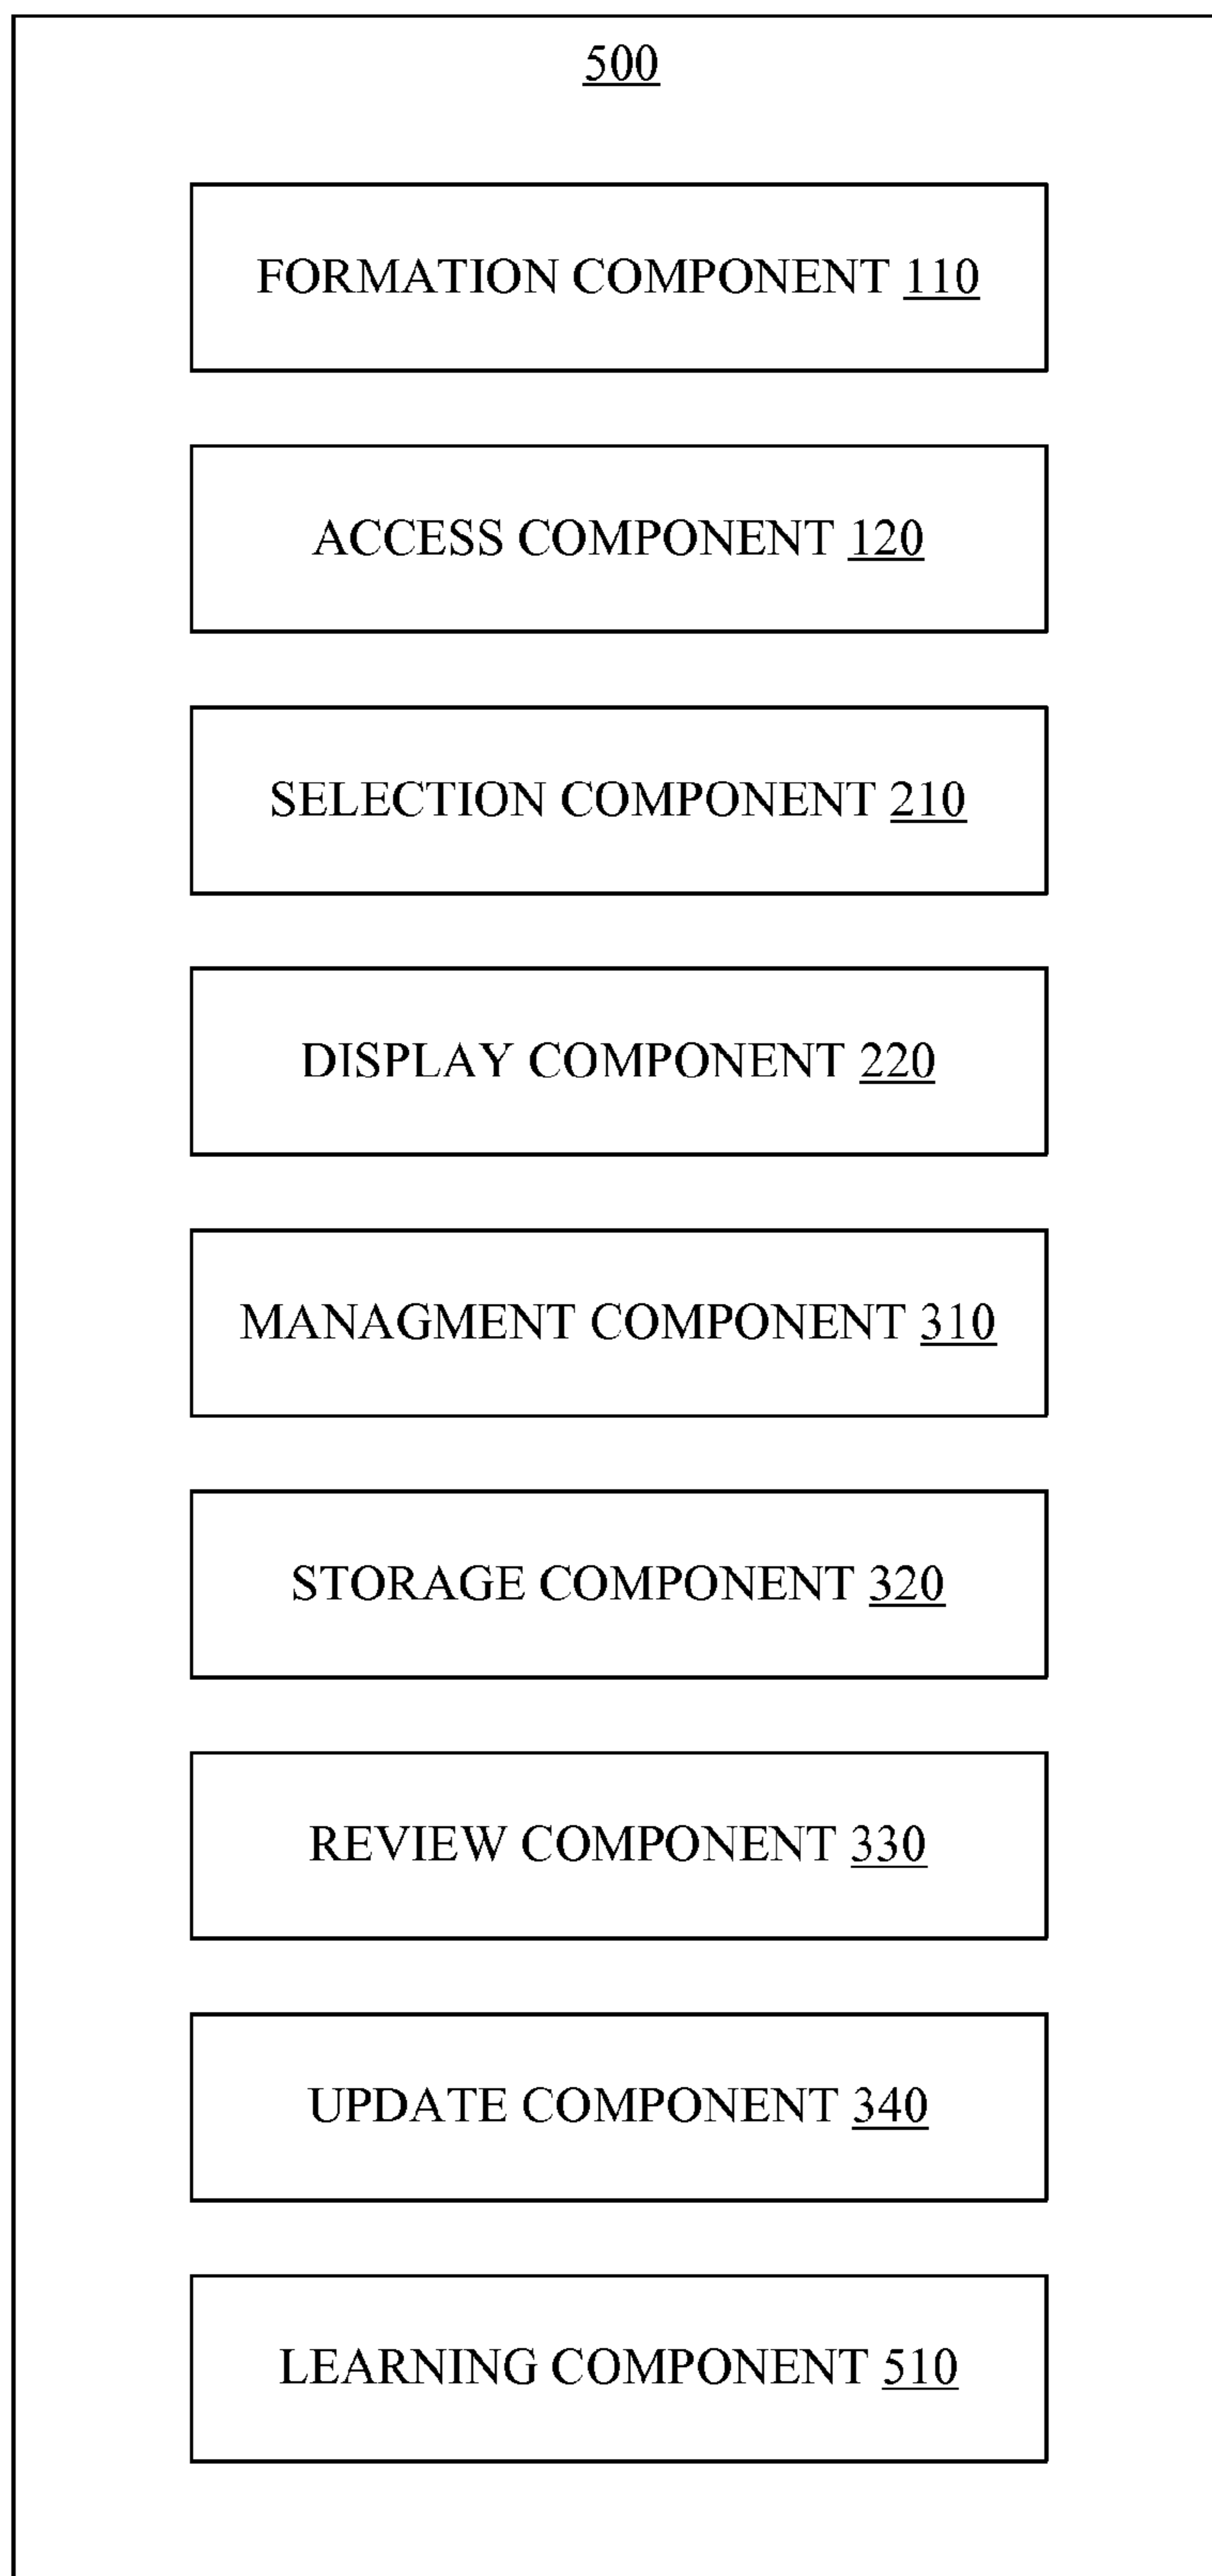 500
FORMATION COMPONENT 110
ACCESS COMPONENT 120
SELECTION COMPONENT 210
DISPLAY COMPONENT 220
MANAGMENT COMPONENT 310
STORAGE COMPONENT 320
REVIEW COMPONENT 330
UPDATE COMPONENT 340
LEARNING COMPONENT 510